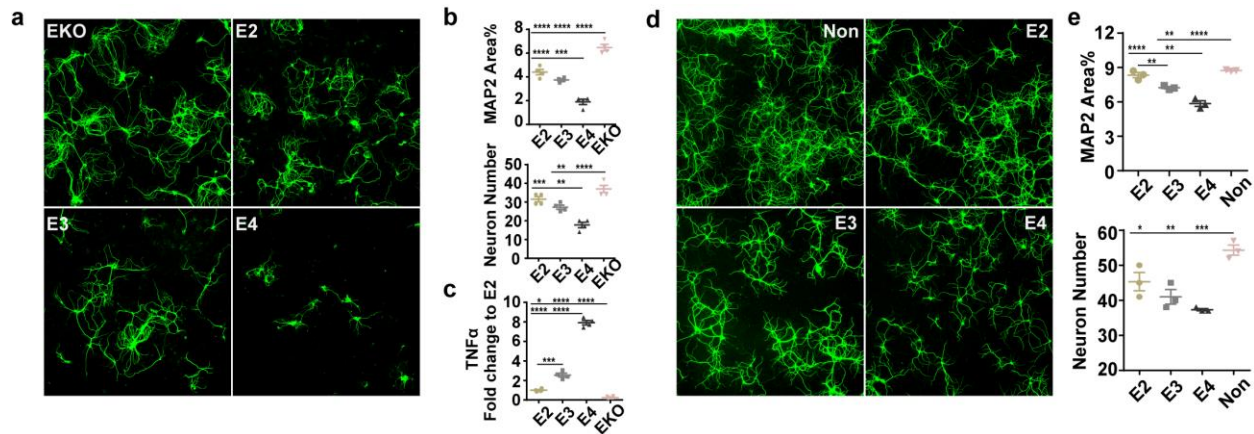 a
EKO
E2
E3
E4
b
**** **** ****
**** ***
MAP2 Area%
8
6
4
2
0
E2 E3 E4 EKO
** ****
*** **
Neuron Number
50
40
30
20
10
0
E2 E3 E4 EKO
c
* **** ****
**** ****
***
TNFα
Fold change to E2
10
8
6
4
2
0
E2 E3 E4 EKO
d
Non
E2
E3
E4
e
** ****
**** **
**
MAP2 Area%
12
9
6
3
0
E2 E3 E4 Non
* ** ***
Neuron Number
60
50
40
30
20
E2 E3 E4 Non